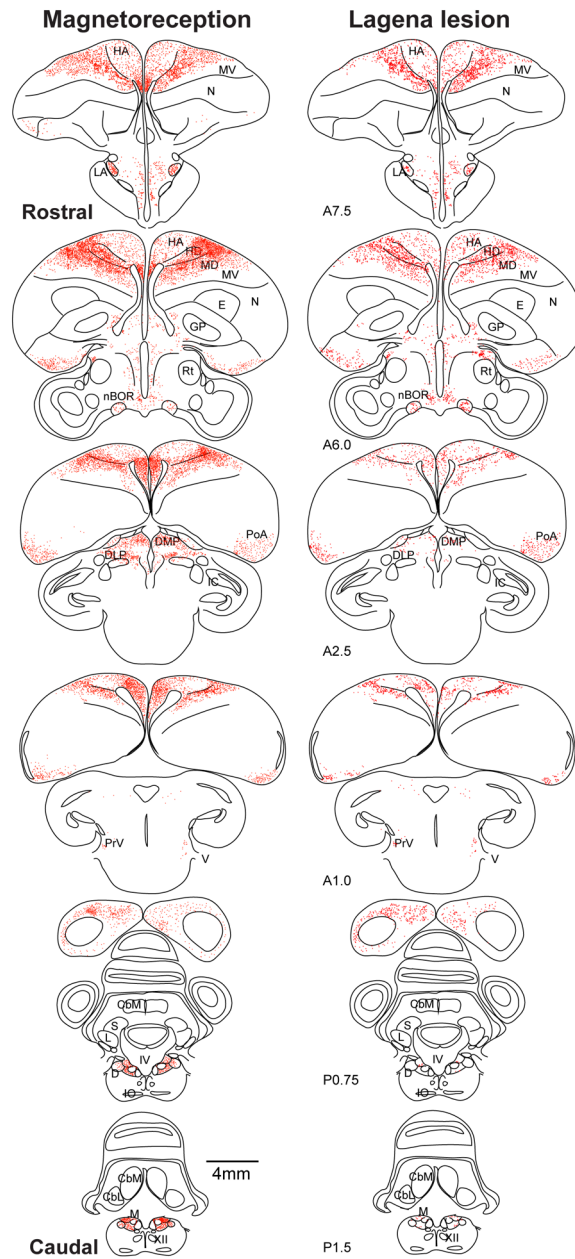 Magnetoreception Lagena lesion
HA HA
MV MV
N N
LA LA
Rostral A7.5
HA HA
HD HD
MD MD
MV MV
E N E N
GP GP
Rt Rt
nBOR nBOR
A6.0
DMP PoA DMP PoA
DLP DLP
IC IC
A2.5
PrV V PrV V
A1.0
CbM CbM
S S
L L
IV IV
D D
IO IO
P0.75
4mm
CbM CbM
CbL CbL
M M
XII XII
Caudal P1.5